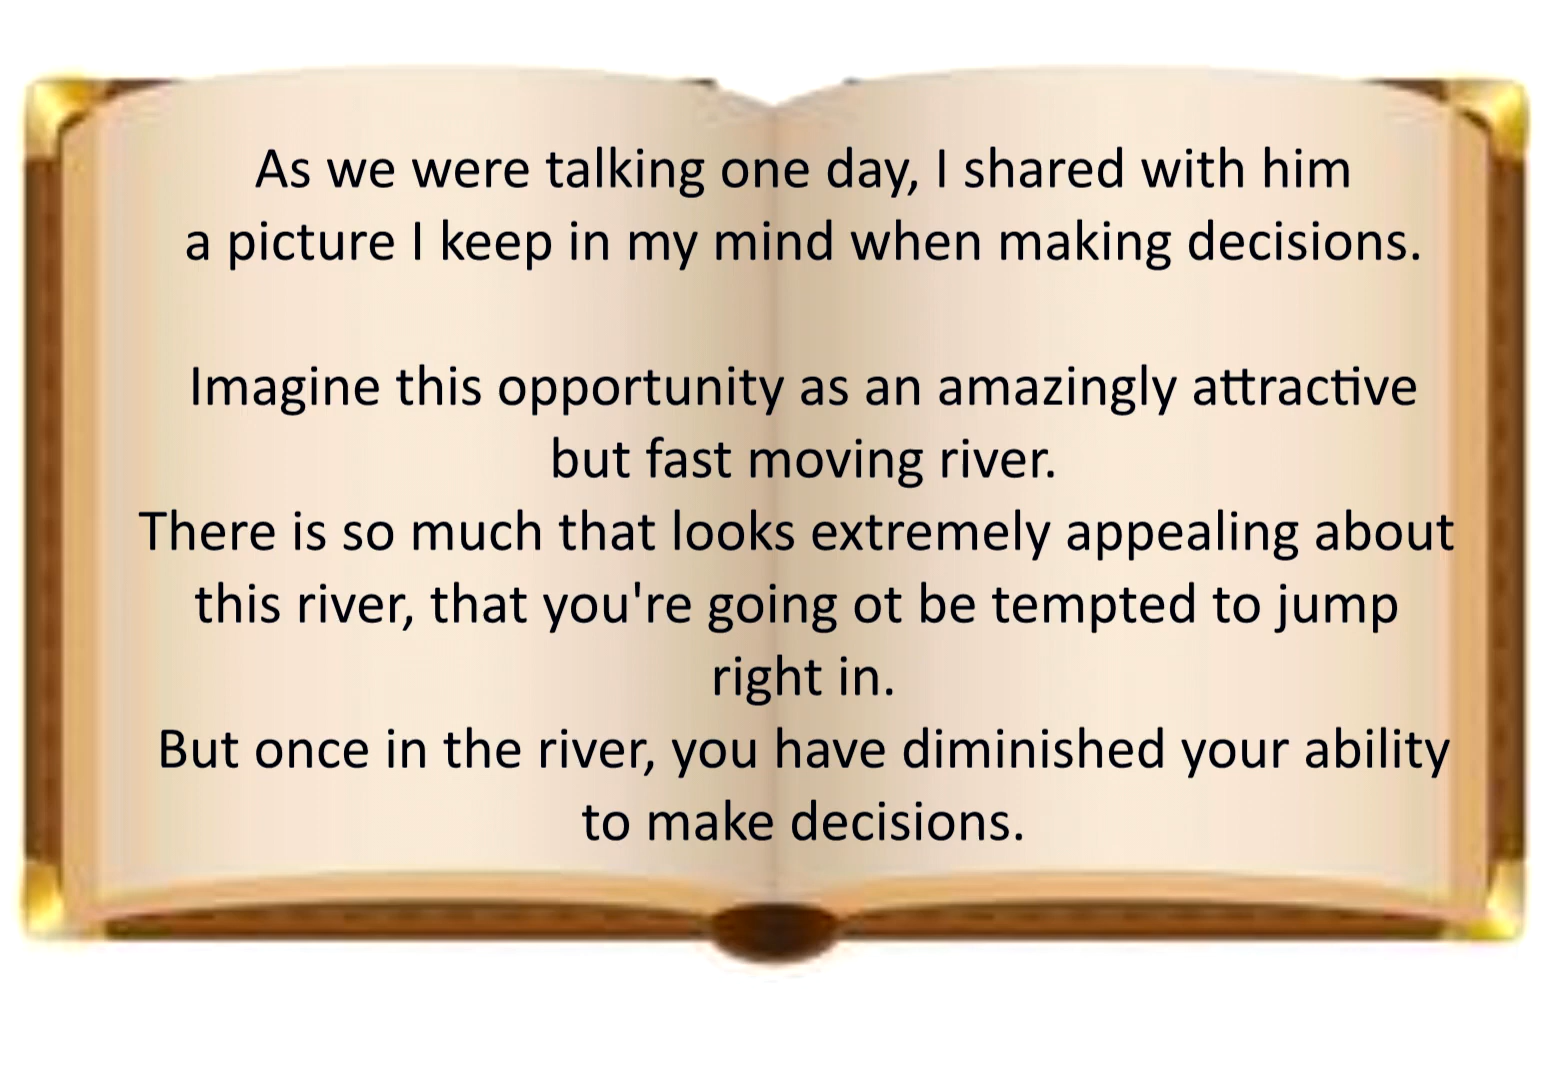 As we were talking one day, I shared with him
a picture I keep in my mind when making decisions.
Imagine this opportunity as an amazingly attractive
but fast moving river.
There is so much that looks extremely appealing about
this river, that you're going ot be tempted to jump
right in.
But once in the river, you have diminished your ability
to make decisions.